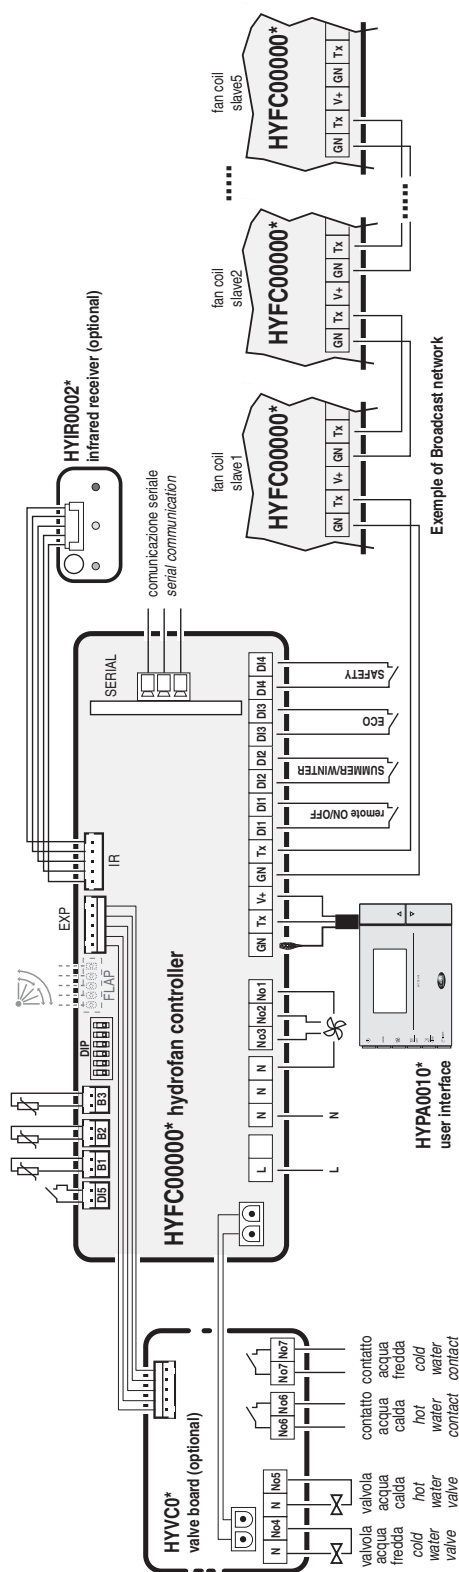 HYVC0*
valve board (optional)
N
No4
N
No5
No6
No6
No7
No7
valvola
acqua
fredda
cold
water
valve
valvola
acqua
calda
hot
water
valve
contatto
acqua
calda
hot
water
contact
contatto
acqua
fredda
cold
water
contact
HYFC00000* hydrofan controller
DI5
B1
B2
B3
DIP
FLAP
EXP
IR
SERIAL
comunicazione seriale
serial communication
HYIR0002*
infrared receiver (optional)
L
N
N
N
No3
No2
No1
GN
Tx
V+
GN
Tx
DI1
DI1
DI2
DI2
DI3
DI3
DI4
DI4
L
N
remote ON/OFF
SUMMER/WINTER
ECO
SAFETY
HYPA0010*
user interface
fan coil
slave1
HYFC00000*
GN
Tx
V+
GN
Tx
fan coil
slave2
HYFC00000*
GN
Tx
V+
GN
Tx
fan coil
slave5
HYFC00000*
GN
Tx
V+
GN
Tx
Exemple of Broadcast network